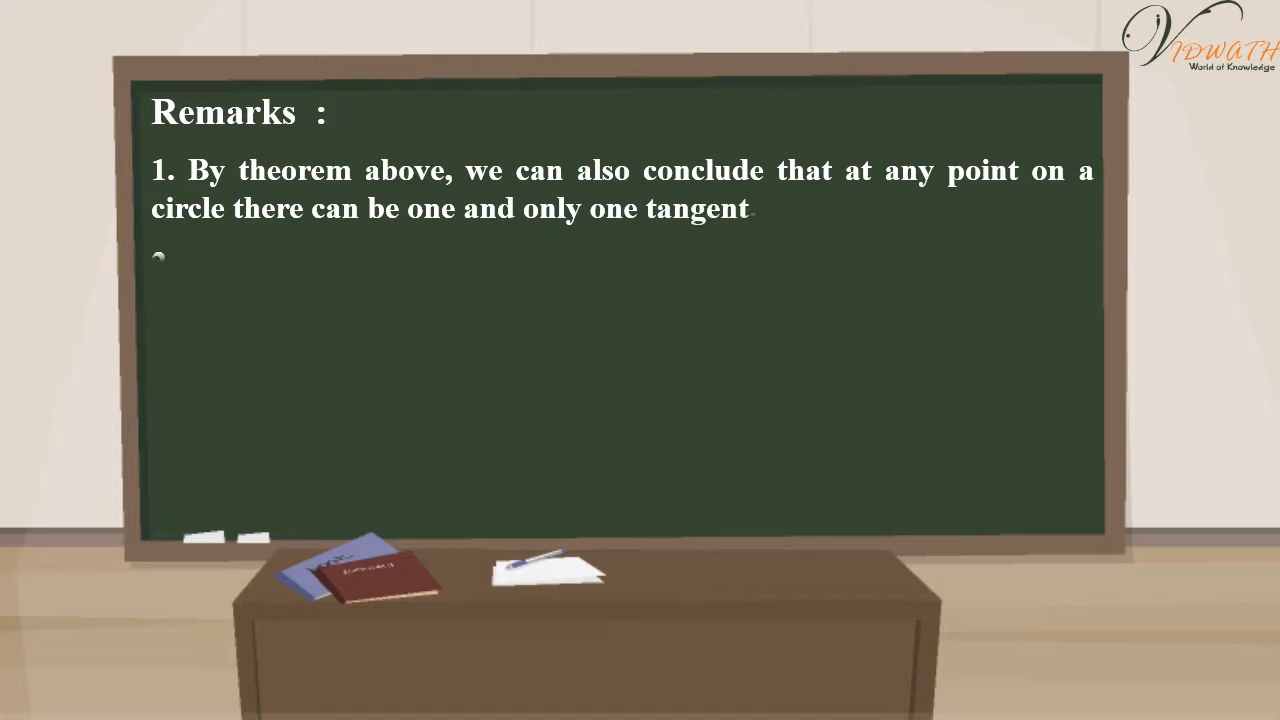 VIDWATH
World of Knowledge
Remarks :
1. By theorem above, we can also conclude that at any point on a
circle there can be one and only one tangent